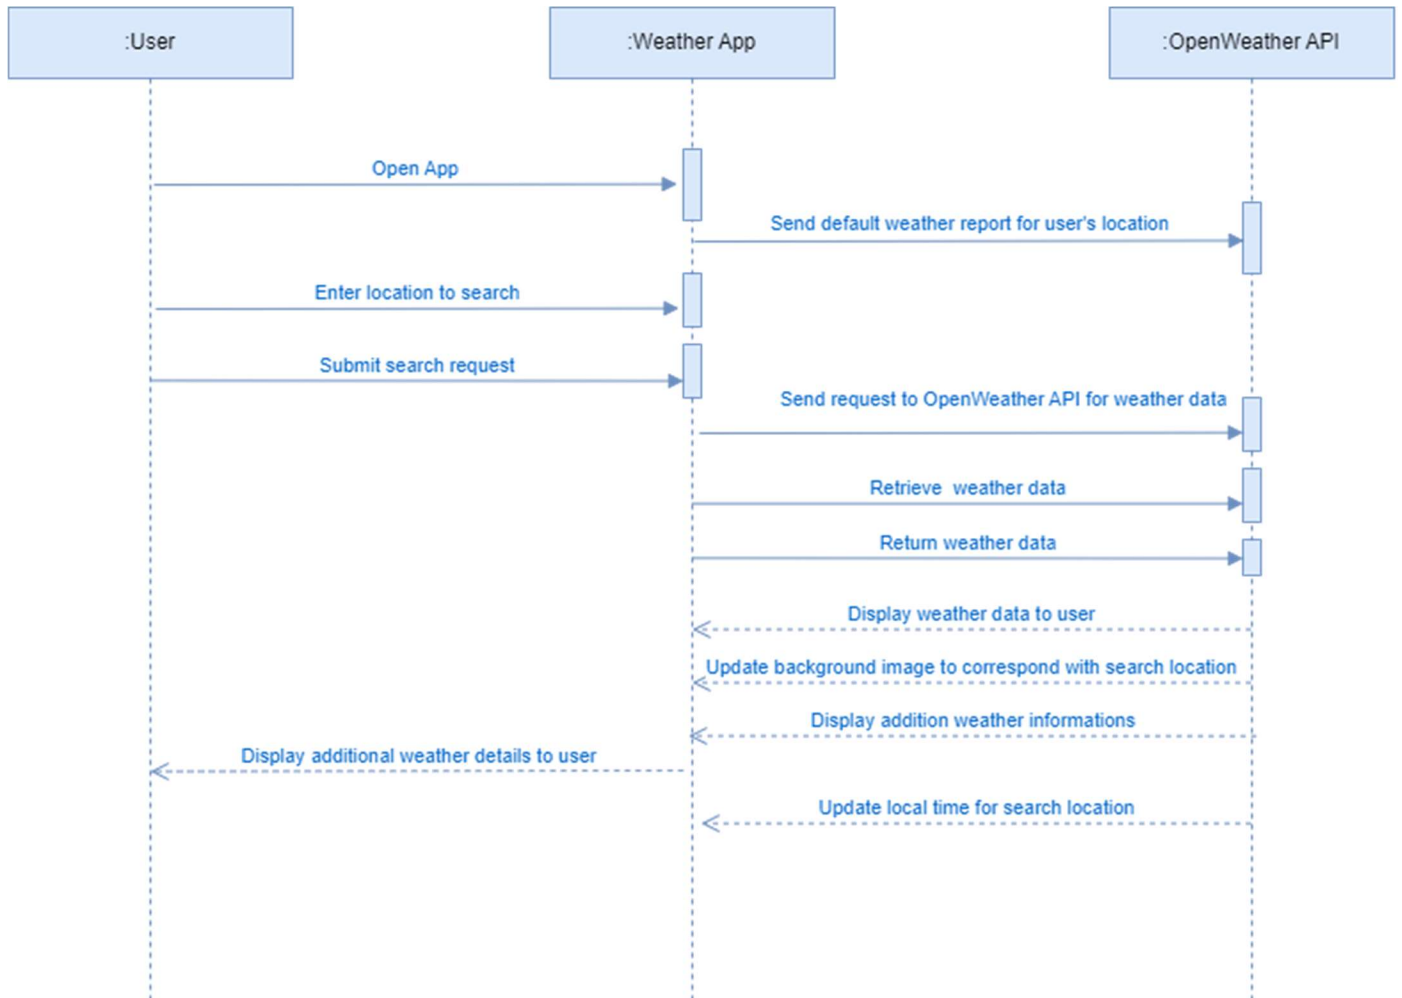 :User
:Weather App
:OpenWeather API
Open App
Send default weather report for user's location
Enter location to search
Submit search request
Send request to OpenWeather API for weather data
Retrieve  weather data
Return weather data
Display weather data to user
Update background image to correspond with search location
Display addition weather informations
Display additional weather details to user
Update local time for search location